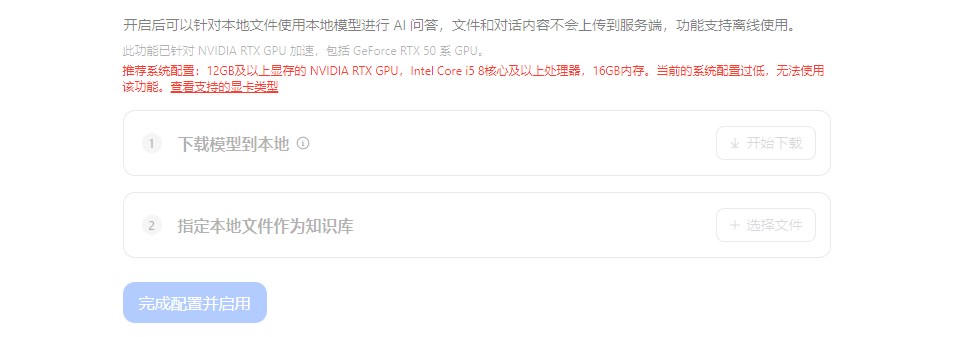 开启后可以针对本地文件使用本地模型进行 AI 问答，文件和对话内容不会上传到服务端，功能支持离线使用。
此功能已针对 NVIDIA RTX GPU 加速，包括 GeForce RTX 50 系 GPU。
推荐系统配置：12GB及以上显存的 NVIDIA RTX GPU，Intel Core i5 8核心及以上处理器，16GB内存。当前的系统配置过低，无法使用
该功能。查看支持的显卡类型
1 下载模型到本地 开始下载
2 指定本地文件作为知识库 + 选择文件
完成配置并启用